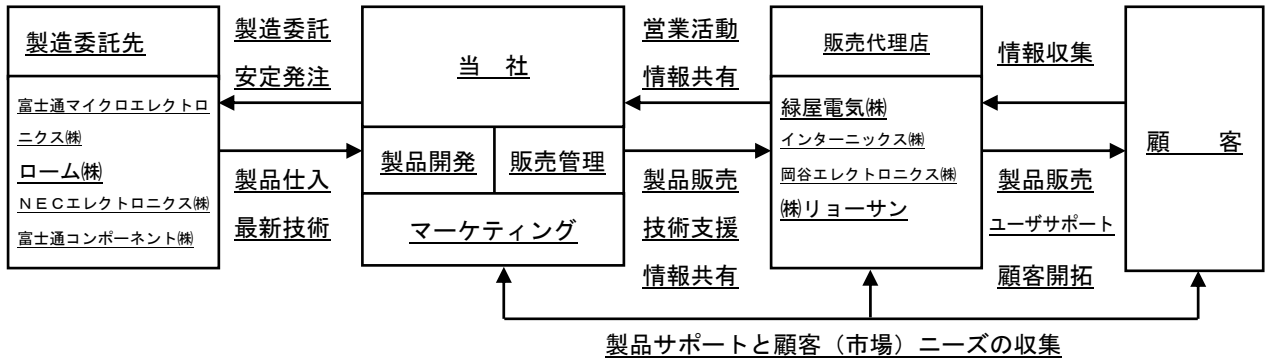 製造委託先
富士通マイクロエレクトロ
ニクス㈱
ローム㈱
ＮＥＣエレクトロニクス㈱
富士通コンポーネント㈱
製造委託
安定発注
製品仕入
最新技術
当　社
製品開発
販売管理
マーケティング
営業活動
情報共有
製品販売
技術支援
情報共有
販売代理店
緑屋電気㈱
インターニックス㈱
岡谷エレクトロニクス㈱
㈱リョーサン
情報収集
製品販売
ユーザサポート
顧客開拓
顧　客
製品サポートと顧客（市場）ニーズの収集